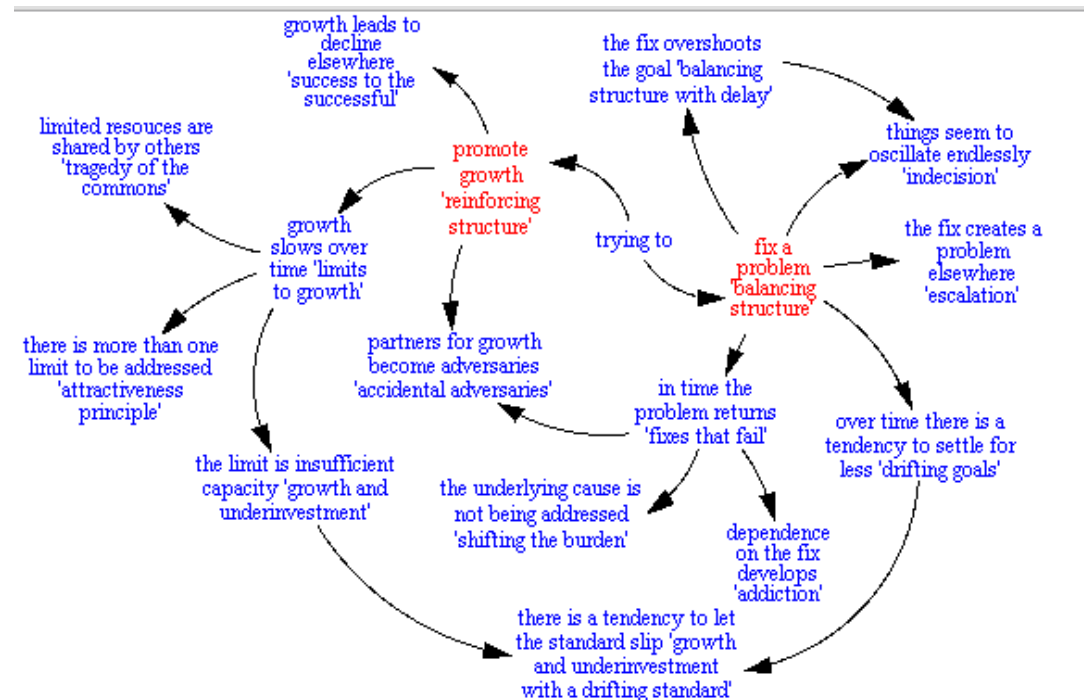 growth leads to
decline
elsewhere
'success to the
successful'
the fix overshoots
the goal 'balancing
structure with delay'
limited resouces are
shared by others
'tragedy of the
commons'
promote
growth
'reinforcing
structure'
things seem to
oscillate endlessly
'indecision'
growth
slows over
time 'limits
to growth'
trying to
fix a
problem
'balancing
structure'
the fix creates a
problem
elsewhere
'escalation'
there is more than one
limit to be addressed
'attractiveness
principle'
partners for growth
become adversaries
'accidental adversaries'
in time the
problem returns
'fixes that fail'
over time there is a
tendency to settle for
less 'drifting goals'
the limit is insufficient
capacity 'growth and
underinvestment'
the underlying cause is
not being addressed
'shifting the burden'
dependence
on the fix
develops
'addiction'
there is a tendency to let
the standard slip 'growth
and underinvestment
with a drifting standard'